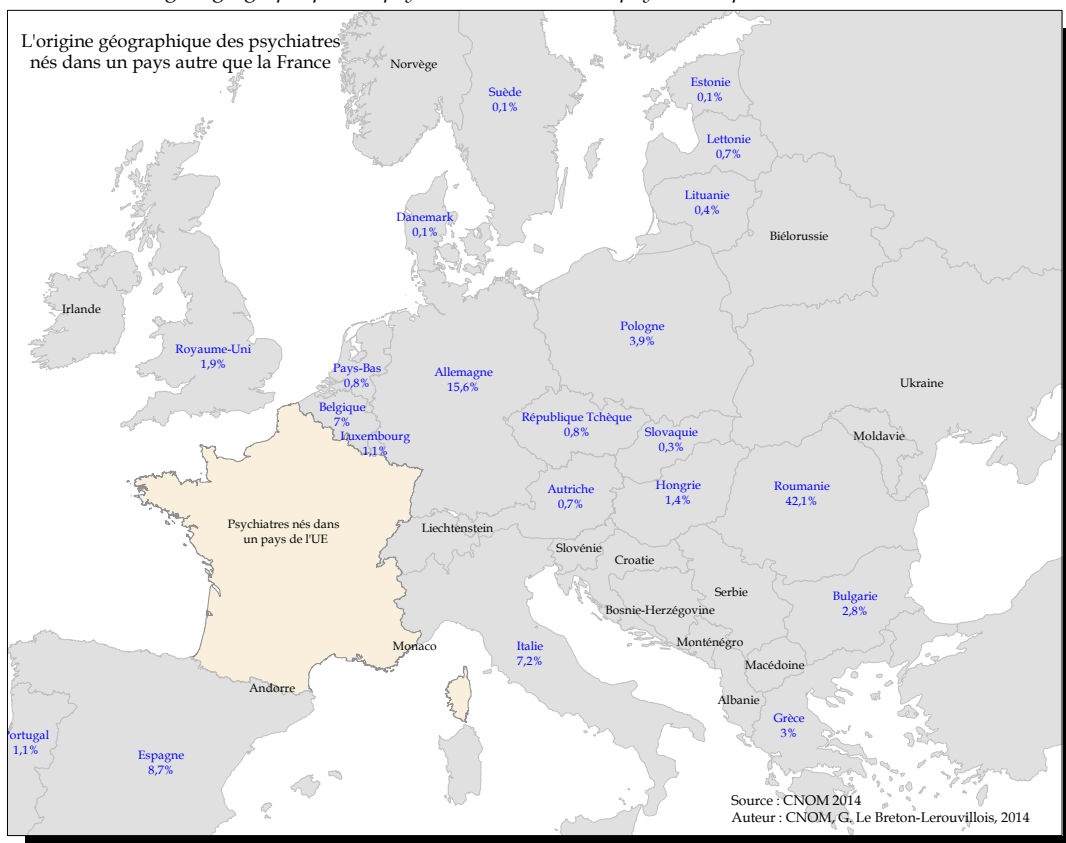 L'origine géographique des psychiatres
nés dans un pays autre que la France
Norvège
Suède
0,1%
Estonie
0,1%
Lettonie
0,7%
Lituanie
0,4%
Danemark
0,1%
Biélorussie
Irlande
Royaume-Uni
1,9%
Pays-Bas
0,8%
Allemagne
15,6%
Pologne
3,9%
Ukraine
Belgique
7%
Luxembourg
1,1%
République Tchèque
0,8%
Slovaquie
0,3%
Moldavie
Autriche
0,7%
Hongrie
1,4%
Roumanie
42,1%
Psychiatres nés dans
un pays de l'UE
Liechtenstein
Slovénie
Croatie
Serbie
Bosnie-Herzégovine
Bulgarie
2,8%
Monaco
Italie
7,2%
Monténégro
Macédoine
Andorre
Albanie
Grèce
3%
ortugal
1,1%
Espagne
8,7%
Source : CNOM 2014
Auteur : CNOM, G. Le Breton-Lerouvillois, 2014